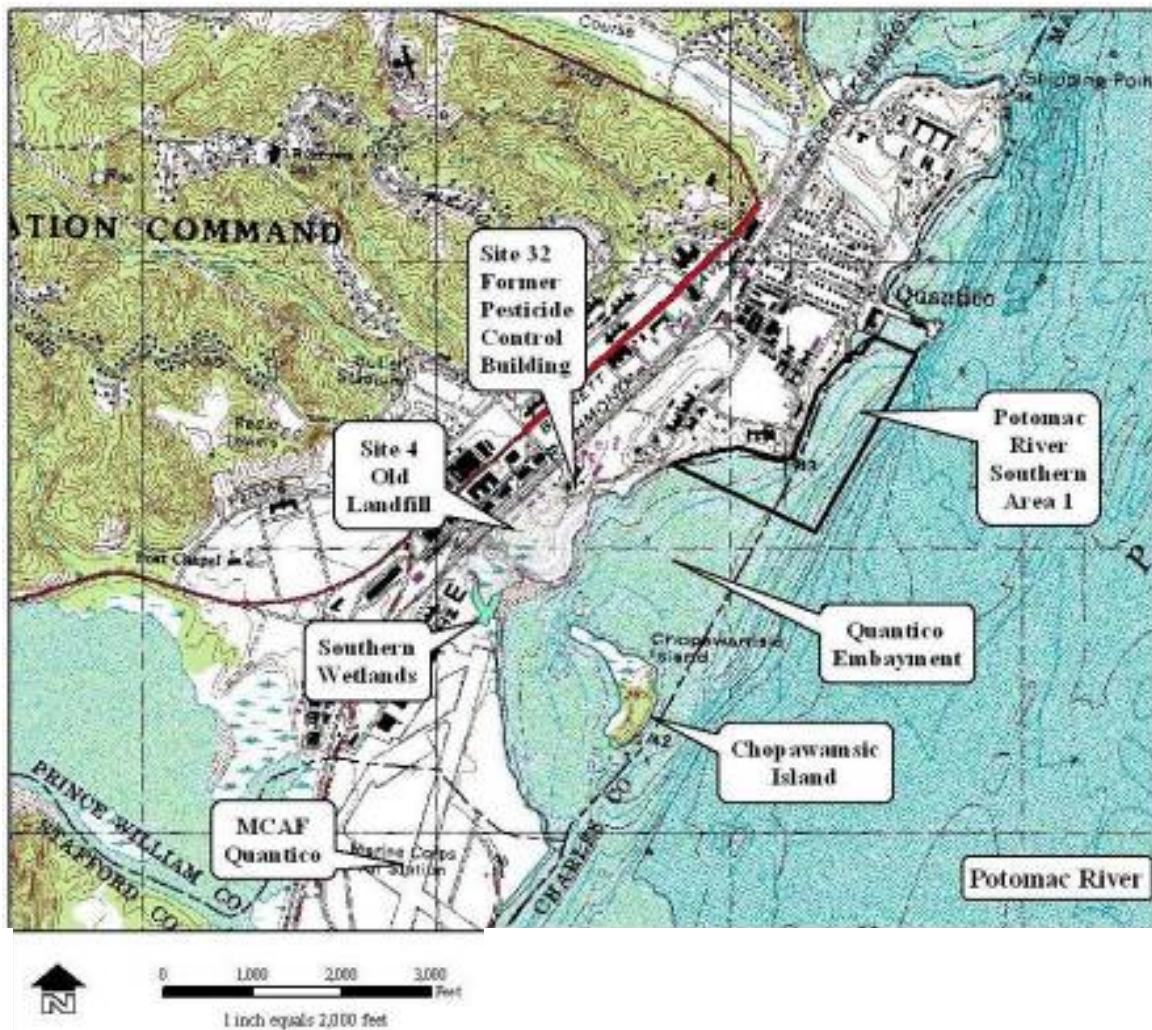 Course
Shipping Point
ATION COMMAND
Site 32
Former
Pesticide
Control
Building
Quantico
Potomac
River
Southern
Area 1
Site 4
Old
Landfill
Post Chapel
Southern
Wetlands
Chopawamsic
Island
Quantico
Embayment
Chopawamsic
Island
PRINCE WILLIAM CO
STAFFORD CO
MCAF
Quantico
Marine Corps
Air Station
CHARLES CO
Potomac River
N
0 1,000 2,000 3,000
Feet
1 inch equals 2,000 feet